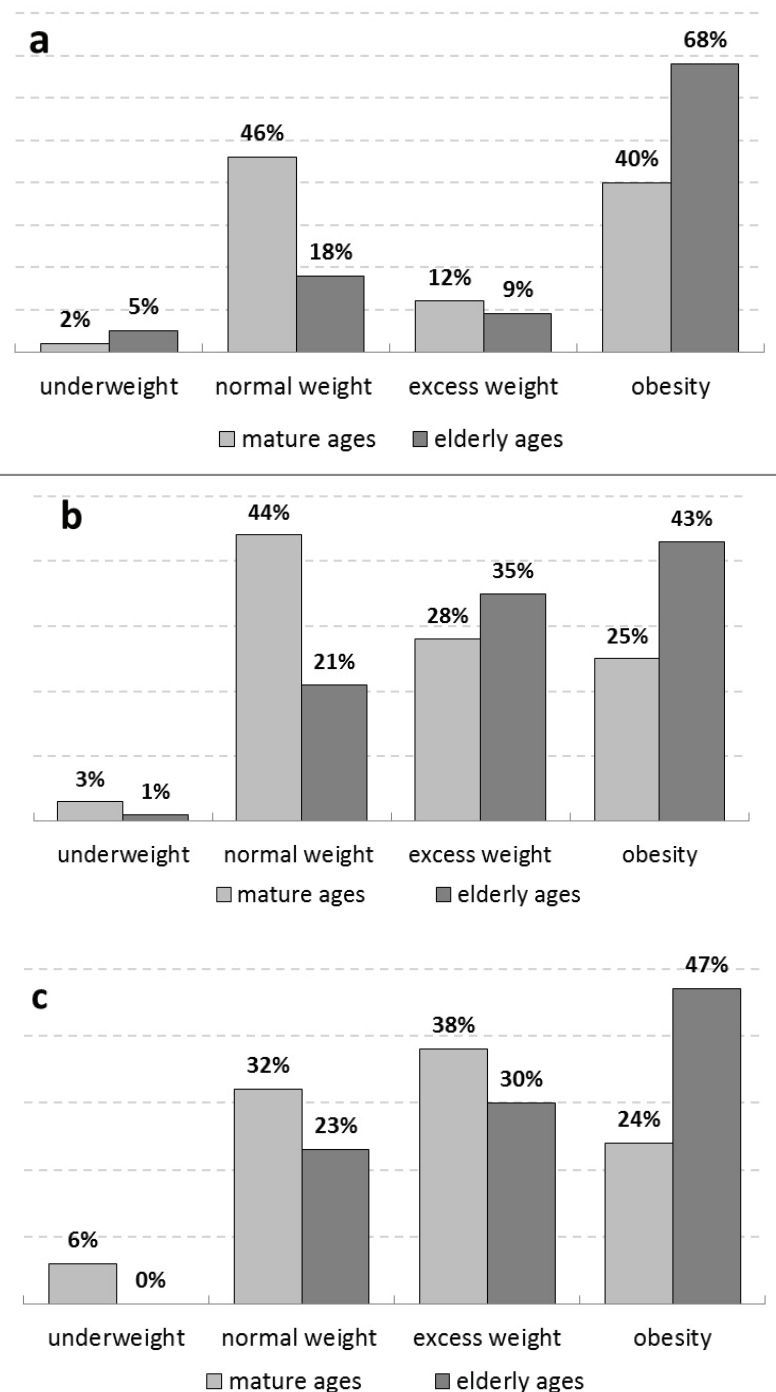 a
68%
46%
40%
18%
12%
9%
5%
2%
underweight normal weight excess weight obesity
mature ages elderly ages
b
44%
43%
35%
28%
25%
21%
3%
1%
underweight normal weight excess weight obesity
mature ages elderly ages
c
47%
38%
32%
30%
24%
23%
6%
0%
underweight normal weight excess weight obesity
mature ages elderly ages